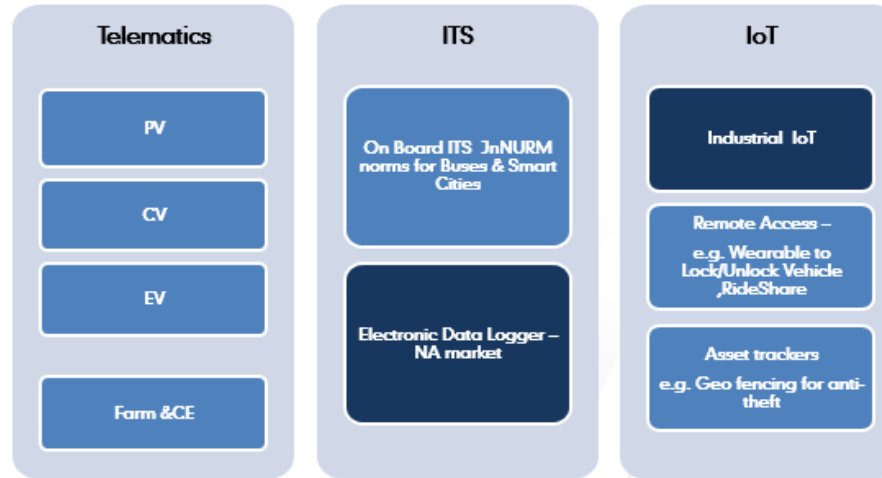 Telematics
PV
CV
EV
Farm &CE
ITS
On Board ITS JnNURM
norms for Buses & Smart
Cities
Electronic Data Logger –
NA market
IoT
Industrial IoT
Remote Access –
e.g. Wearable to
Lock/Unlock Vehicle
,RideShare
Asset trackers
e.g. Geo fencing for anti-
theft